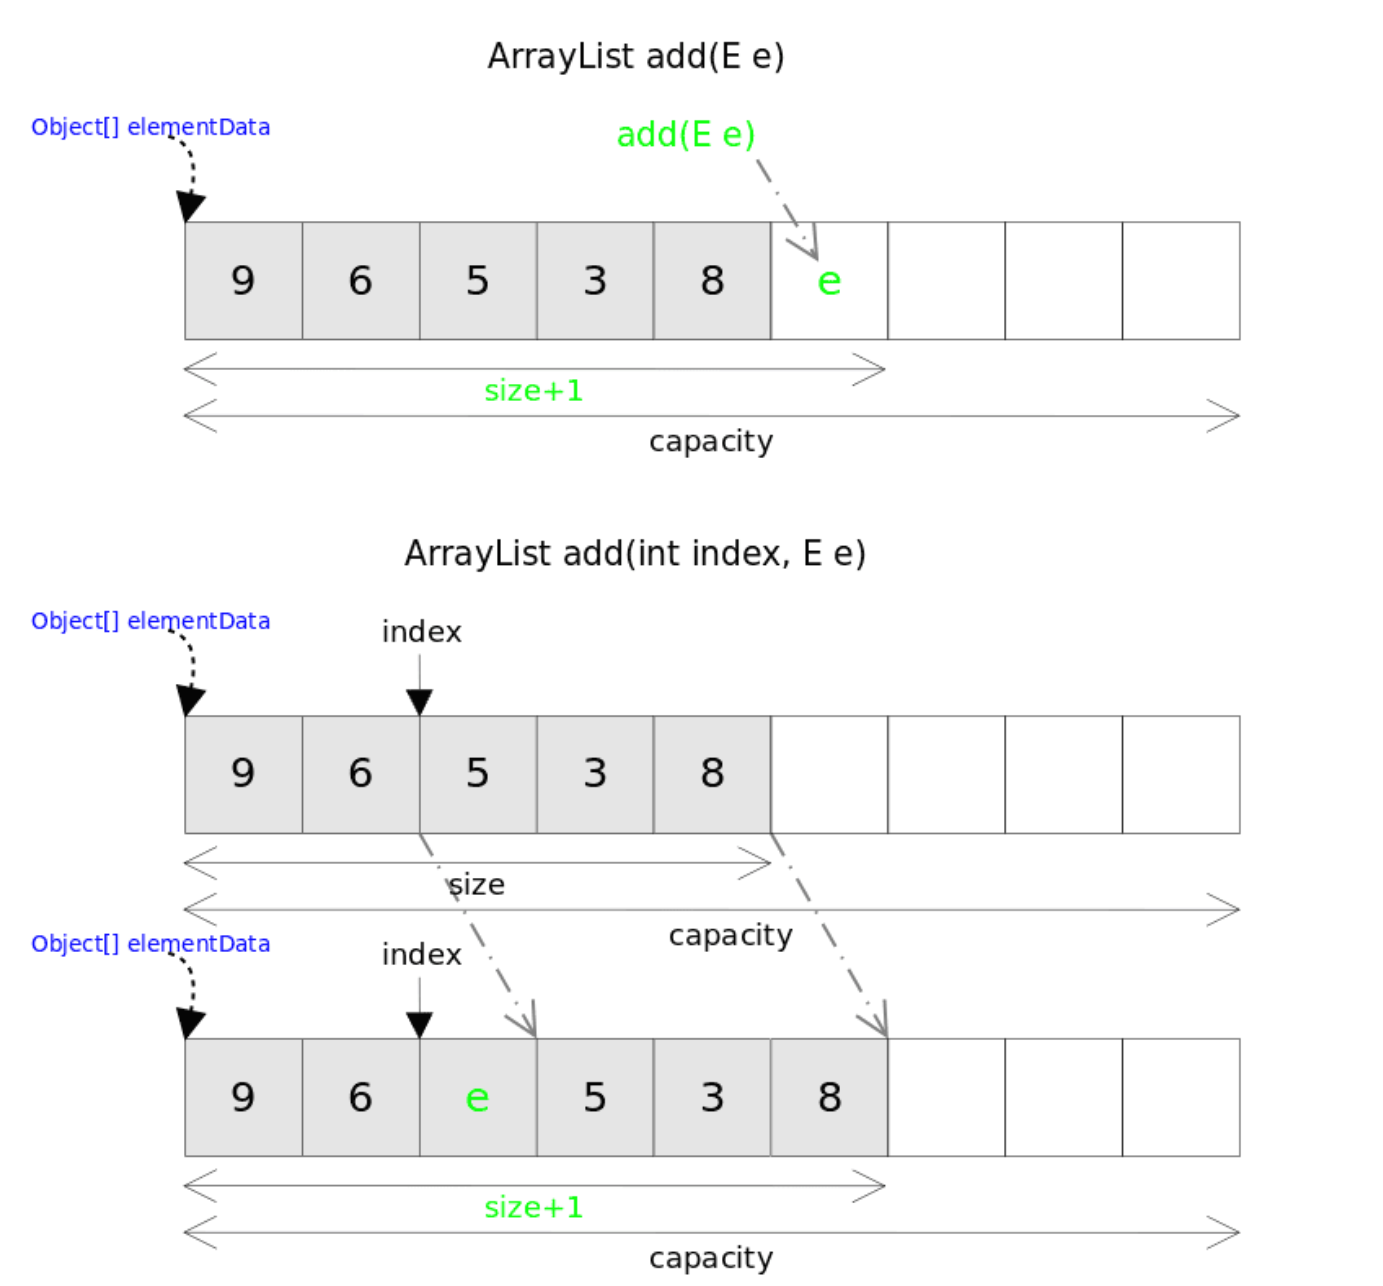 ArrayList add(E e)
Object[] elementData
add(E e)
9 6 5 3 8 e
size+1
capacity
ArrayList add(int index, E e)
Object[] elementData
index
9 6 5 3 8
size
capacity
Object[] elementData
index
9 6 e 5 3 8
size+1
capacity